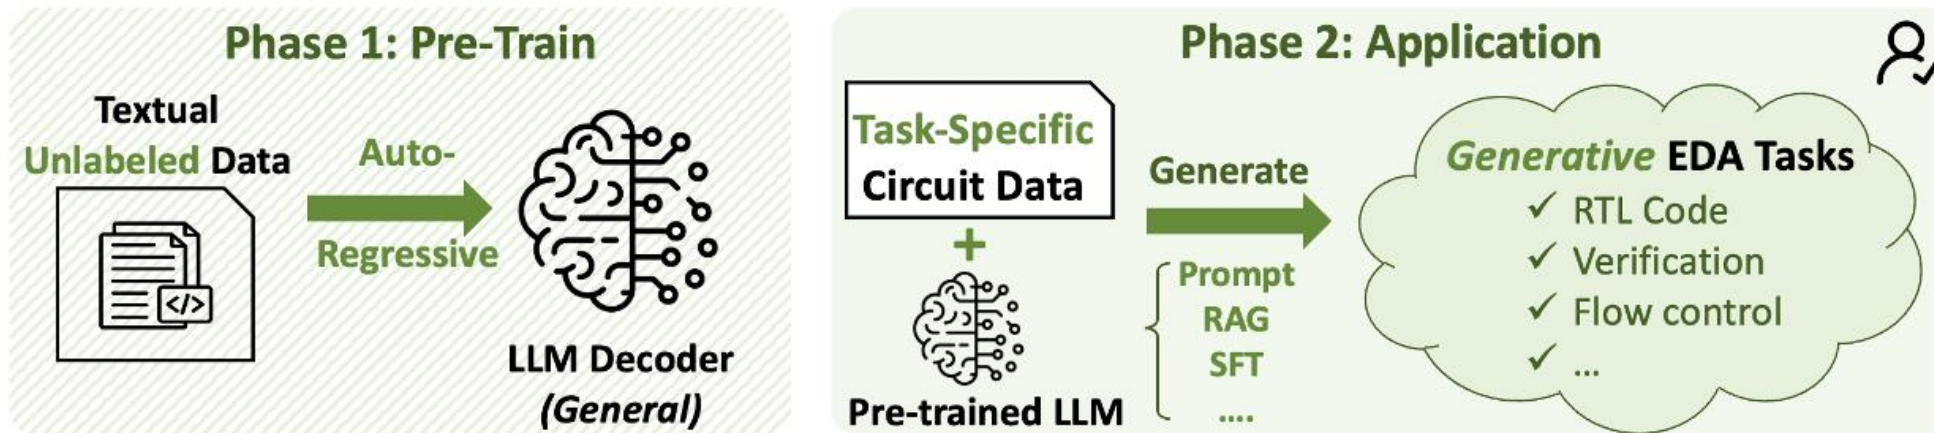 Phase 1: Pre-Train
Textual
Unlabeled Data
</>
Auto-
Regressive
LLM Decoder
(General)
Phase 2: Application
Task-Specific
Circuit Data
+
Pre-trained LLM
Generate
Prompt
RAG
SFT
....
Generative EDA Tasks
✓ RTL Code
✓ Verification
✓ Flow control
✓ ...